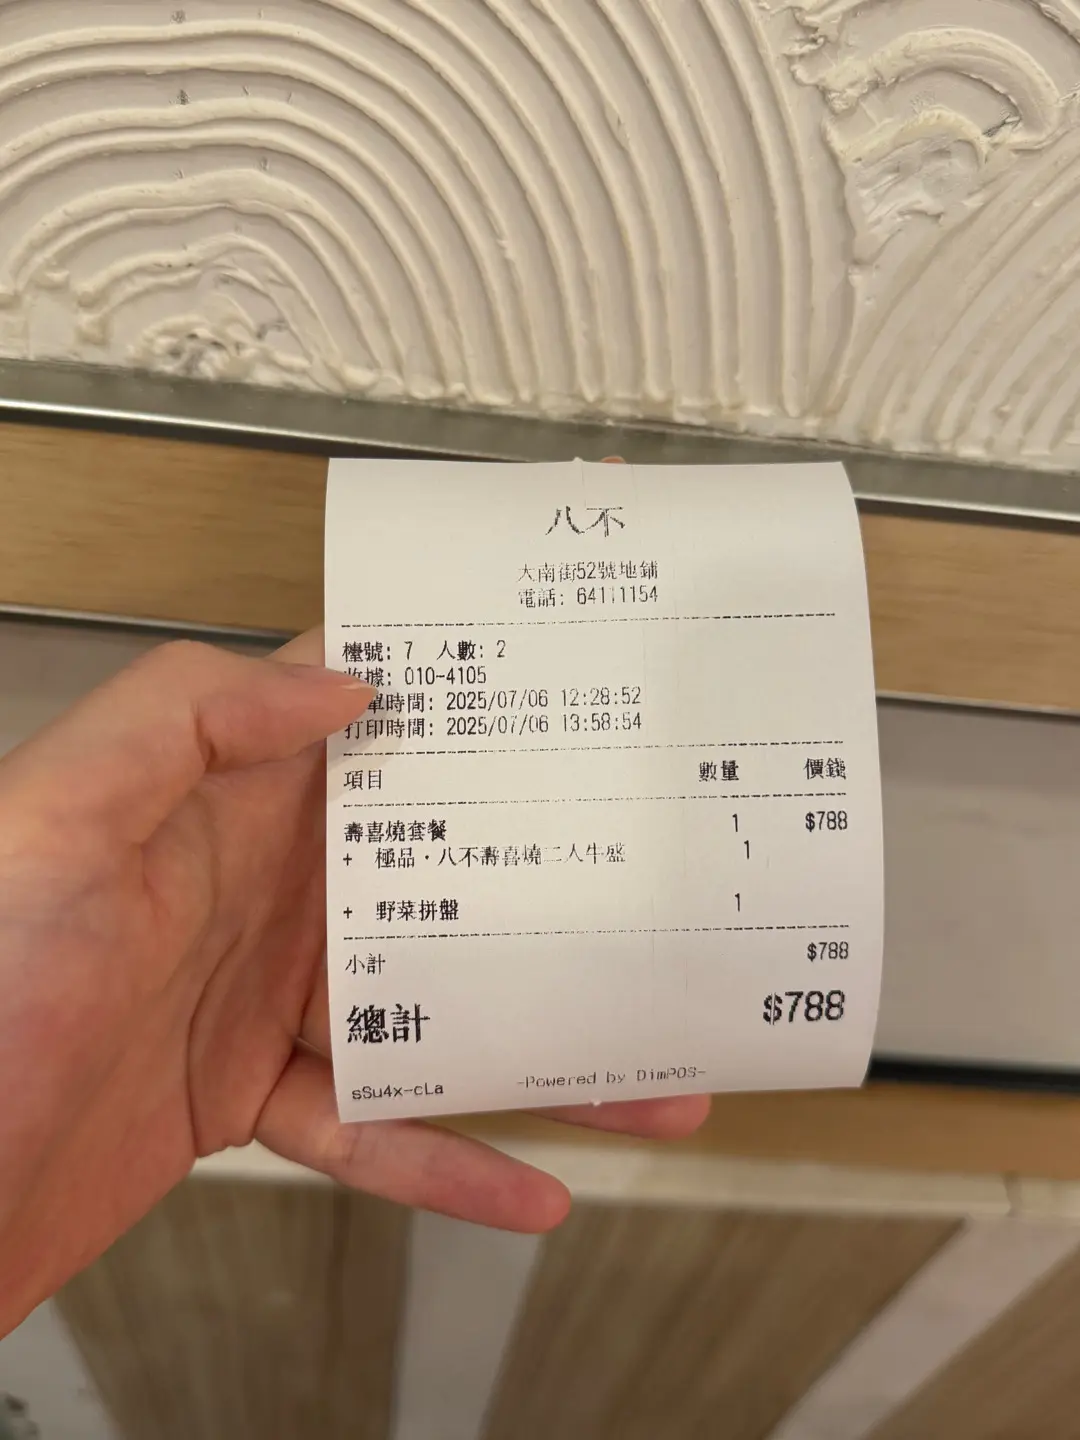 八不
大南街52號地鋪
電話: 64111154
檯號: 7 人數: 2
收據: 010-4105
單時間: 2025/07/06 12:28:52
打印時間: 2025/07/06 13:58:54
項目 數量 價錢
壽喜燒套餐 1 $788
+ 極品・八不壽喜燒二人牛盛 1
+ 野菜拼盤 1
小計 $788
總計 $788
sSu4x-cLa -Powered by DimPOS-